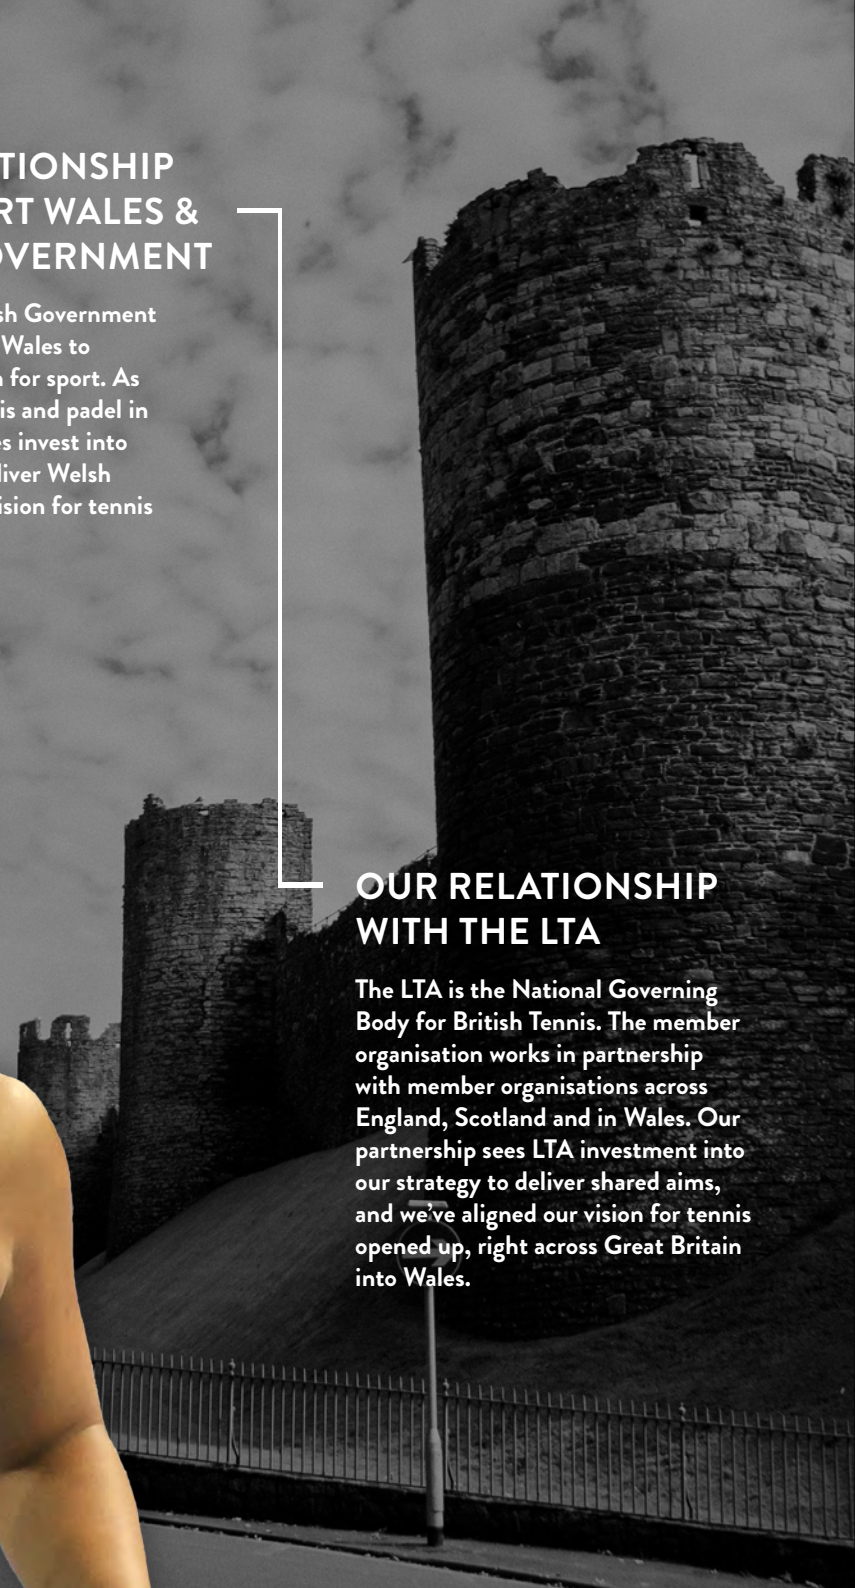 TIONSHIP
RT WALES &
OVERNMENT
sh Government
Wales to
for sport. As
is and padel in
es invest into
liver Welsh
ision for tennis
OUR RELATIONSHIP
WITH THE LTA
The LTA is the National Governing
Body for British Tennis. The member
organisation works in partnership
with member organisations across
England, Scotland and in Wales. Our
partnership sees LTA investment into
our strategy to deliver shared aims,
and we've aligned our vision for tennis
opened up, right across Great Britain
into Wales.